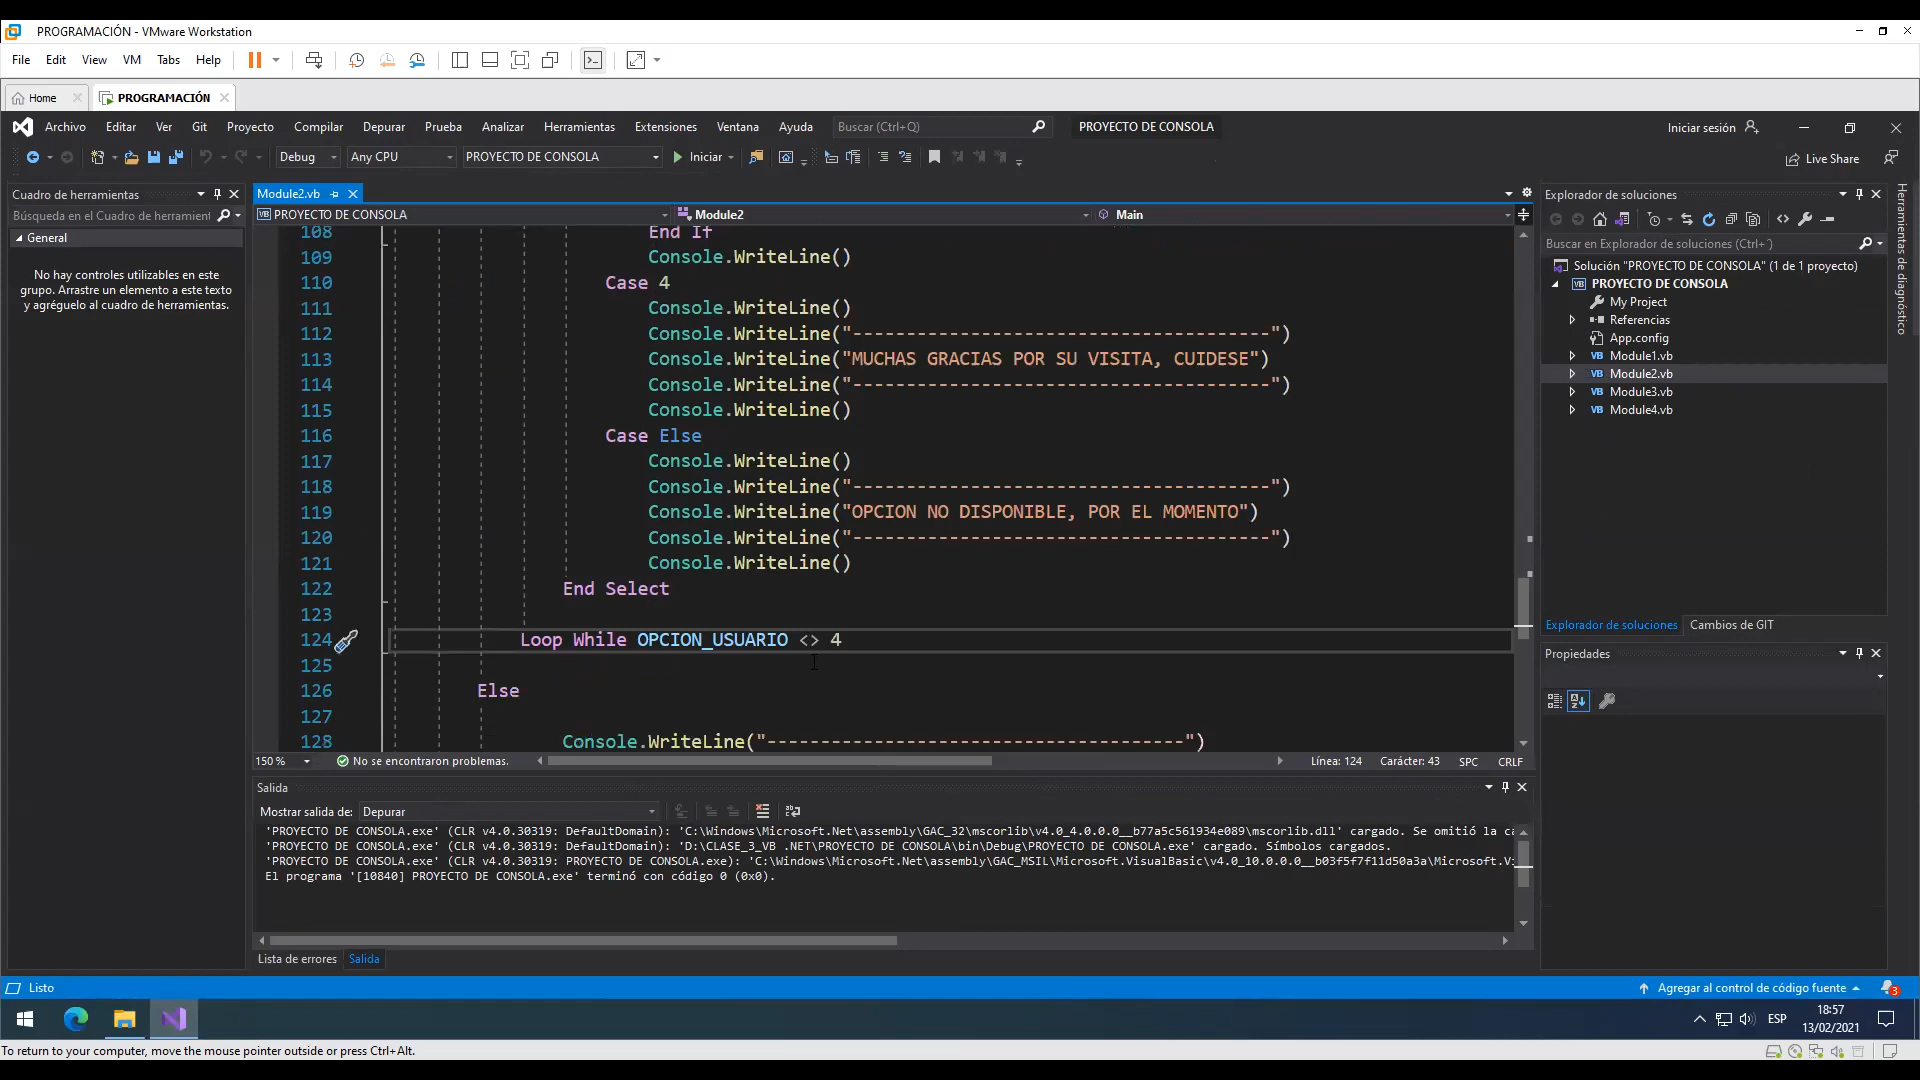 PROGRAMACIÓN - VMware Workstation
File Edit View VM Tabs Help
Home PROGRAMACIÓN
Archivo Editar Ver Git Proyecto Compilar Depurar Prueba Analizar Herramientas Extensiones Ventana Ayuda Buscar (Ctrl+Q) PROYECTO DE CONSOLA Iniciar sesión
Debug Any CPU PROYECTO DE CONSOLA Iniciar Live Share
Cuadro de herramientas
Búsqueda en el Cuadro de herramient
General
No hay controles utilizables en este
grupo. Arrastre un elemento a este texto
y agréguelo al cuadro de herramientas.
Module2.vb
PROYECTO DE CONSOLA Module2 Main
108 End If
109 Console.WriteLine()
110 Case 4
111 Console.WriteLine()
112 Console.WriteLine("---------------------------------------")
113 Console.WriteLine("MUCHAS GRACIAS POR SU VISITA, CUIDESE")
114 Console.WriteLine("---------------------------------------")
115 Console.WriteLine()
116 Case Else
117 Console.WriteLine()
118 Console.WriteLine("---------------------------------------")
119 Console.WriteLine("OPCION NO DISPONIBLE, POR EL MOMENTO")
120 Console.WriteLine("---------------------------------------")
121 Console.WriteLine()
122 End Select
123
124 Loop While OPCION_USUARIO <> 4
125
126 Else
127
128 Console.WriteLine("---------------------------------------")
150 % No se encontraron problemas. Línea: 124 Carácter: 43 SPC CRLF
Salida
Mostrar salida de: Depurar
'PROYECTO DE CONSOLA.exe' (CLR v4.0.30319: DefaultDomain): 'C:\Windows\Microsoft.Net\assembly\GAC_32\mscorlib\v4.0_4.0.0.0__b77a5c561934e089\mscorlib.dll' cargado. Se omitió la ca
'PROYECTO DE CONSOLA.exe' (CLR v4.0.30319: DefaultDomain): 'D:\CLASE_3_VB .NET\PROYECTO DE CONSOLA\bin\Debug\PROYECTO DE CONSOLA.exe' cargado. Símbolos cargados.
'PROYECTO DE CONSOLA.exe' (CLR v4.0.30319: PROYECTO DE CONSOLA.exe): 'C:\Windows\Microsoft.Net\assembly\GAC_MSIL\Microsoft.VisualBasic\v4.0_10.0.0.0__b03f5f7f11d50a3a\Microsoft.Vi
El programa '[10840] PROYECTO DE CONSOLA.exe' terminó con código 0 (0x0).
Lista de errores Salida
Explorador de soluciones
Buscar en Explorador de soluciones (Ctrl+´)
Solución "PROYECTO DE CONSOLA" (1 de 1 proyecto)
PROYECTO DE CONSOLA
My Project
Referencias
App.config
Module1.vb
Module2.vb
Module3.vb
Module4.vb
Explorador de soluciones Cambios de GIT
Propiedades
Herramientas de diagnóstico
Listo Agregar al control de código fuente 3
ESP 18:57
13/02/2021
To return to your computer, move the mouse pointer outside or press Ctrl+Alt.